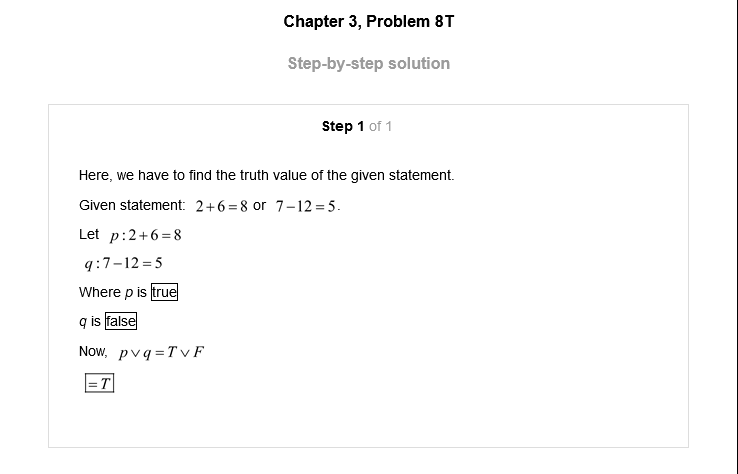 Chapter 3, Problem 8T
Step-by-step solution
Step 1 of 1
Here, we have to find the truth value of the given statement.
Given statement: 2+6=8 or 7−12=5.
Let p:2+6=8
q:7−12=5
Where p is true
q is false
Now, p∨q=T∨F
=T